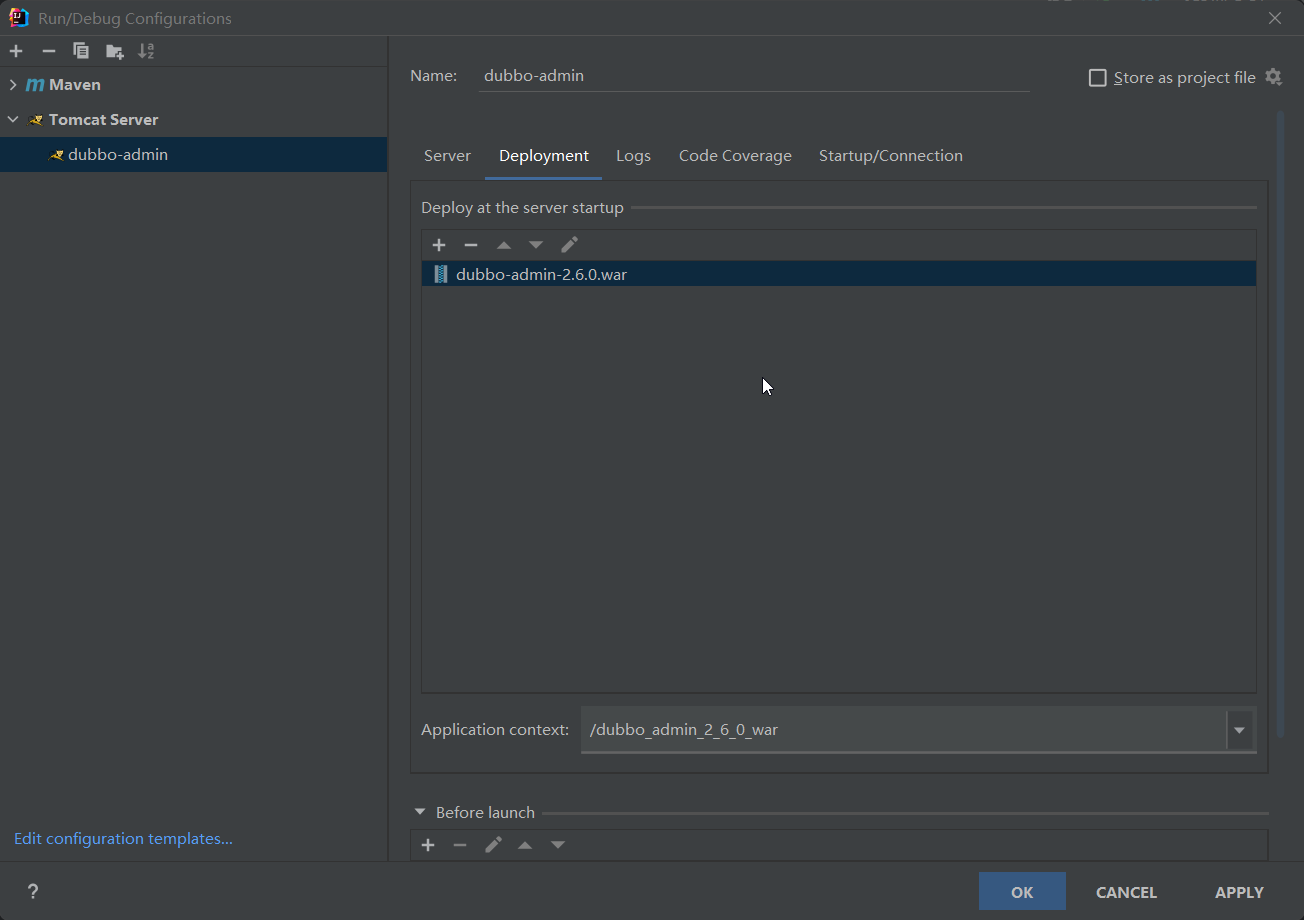 Run/Debug Configurations
Maven
Tomcat Server
dubbo-admin
Edit configuration templates...
Name: dubbo-admin
Store as project file
Server Deployment Logs Code Coverage Startup/Connection
Deploy at the server startup
dubbo-admin-2.6.0.war
Application context: /dubbo_admin_2_6_0_war
Before launch
? OK CANCEL APPLY